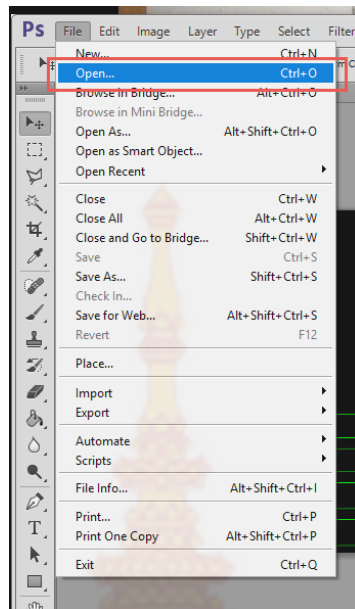 Ps File Edit Image Layer Type Select Filter
New... Ctrl+N
Open... Ctrl+O
Browse in Bridge... Alt+Ctrl+O
Browse in Mini Bridge...
Open As... Alt+Shift+Ctrl+O
Open as Smart Object...
Open Recent
Close Ctrl+W
Close All Alt+Ctrl+W
Close and Go to Bridge... Shift+Ctrl+W
Save Ctrl+S
Save As... Shift+Ctrl+S
Check In...
Save for Web... Alt+Shift+Ctrl+S
Revert F12
Place...
Import
Export
Automate
Scripts
File Info... Alt+Shift+Ctrl+I
Print... Ctrl+P
Print One Copy Alt+Shift+Ctrl+P
Exit Ctrl+Q